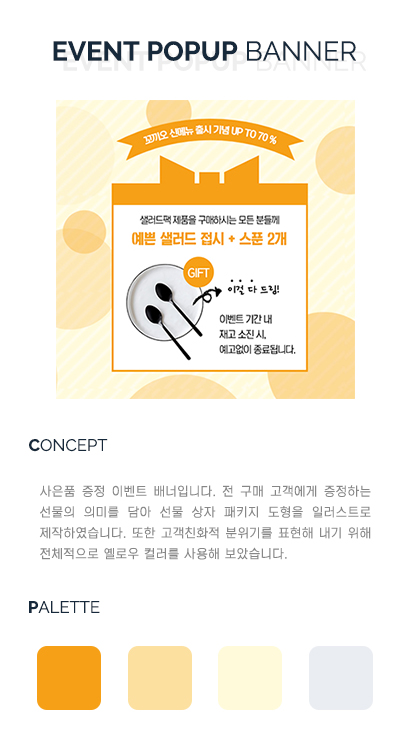 EVENT POPUP BANNER
꼬끼오 신메뉴 출시 기념 UP TO 70 %
샐러드팩 제품을 구매하시는 모든 분들께
예쁜 샐러드 접시 + 스푼 2개
GIFT
이걸 다 드림!
이벤트 기간 내
재고 소진 시,
예고없이 종료됩니다.
CONCEPT
사은품 증정 이벤트 배너입니다. 전 구매 고객에게 증정하는
선물의 의미를 담아 선물 상자 패키지 도형을 일러스트로
제작하였습니다. 또한 고객친화적 분위기를 표현해 내기 위해
전체적으로 옐로우 컬러를 사용해 보았습니다.
PALETTE